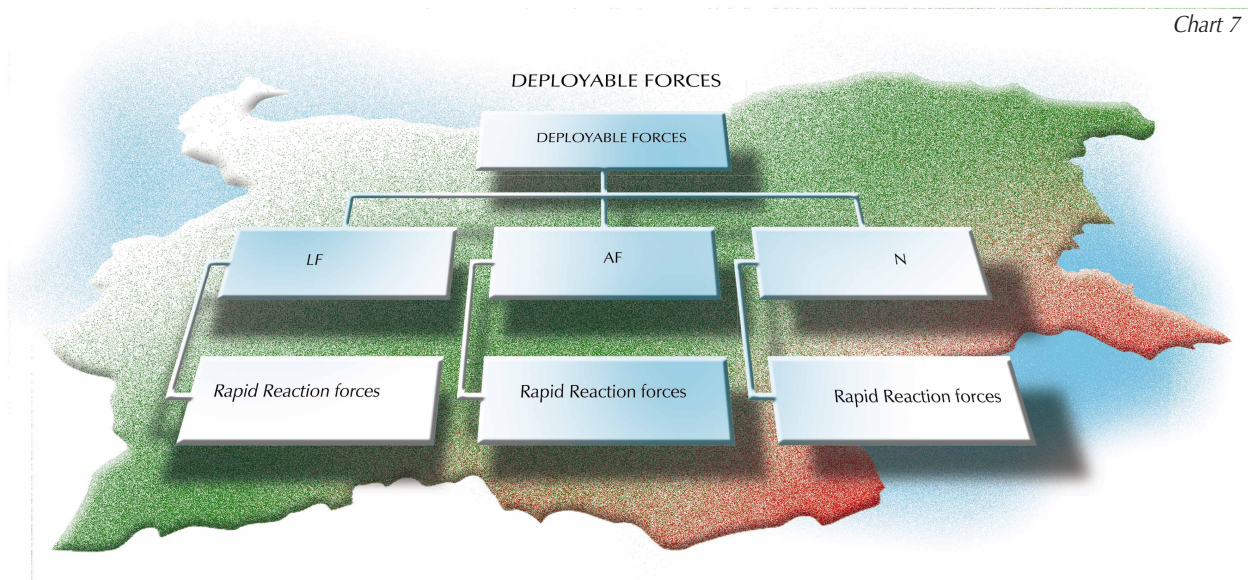 Chart 7
DEPLOYABLE FORCES
DEPLOYABLE FORCES
LF
AF
N
Rapid Reaction forces
Rapid Reaction forces
Rapid Reaction forces